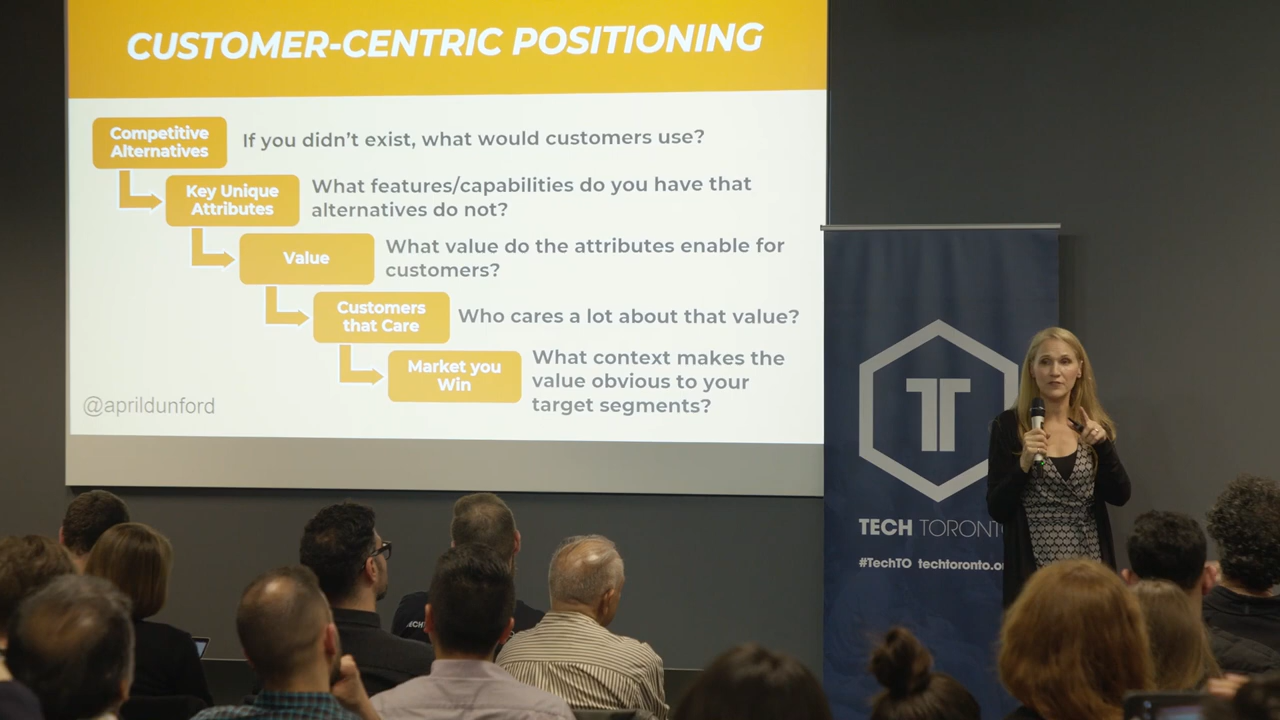 CUSTOMER-CENTRIC POSITIONING
Competitive
Alternatives
If you didn't exist, what would customers use?
Key Unique
Attributes
What features/capabilities do you have that
alternatives do not?
Value
What value do the attributes enable for
customers?
Customers
that Care
Who cares a lot about that value?
Market you
Win
What context makes the
value obvious to your
target segments?
@aprildunford
TECH TORONTO
#TechTO techtoronto.or
TECH